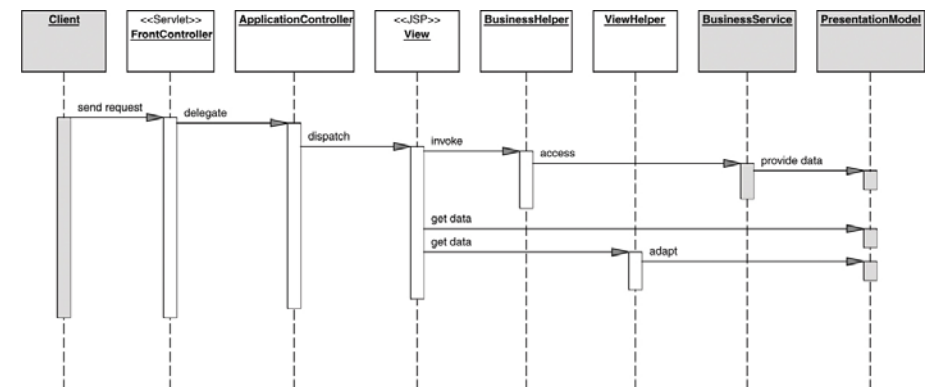 Client
<<Servlet>>
FrontController
ApplicationController
<<JSP>>
View
BusinessHelper
ViewHelper
BusinessService
PresentationModel
send request
delegate
dispatch
invoke
access
provide data
get data
get data
adapt